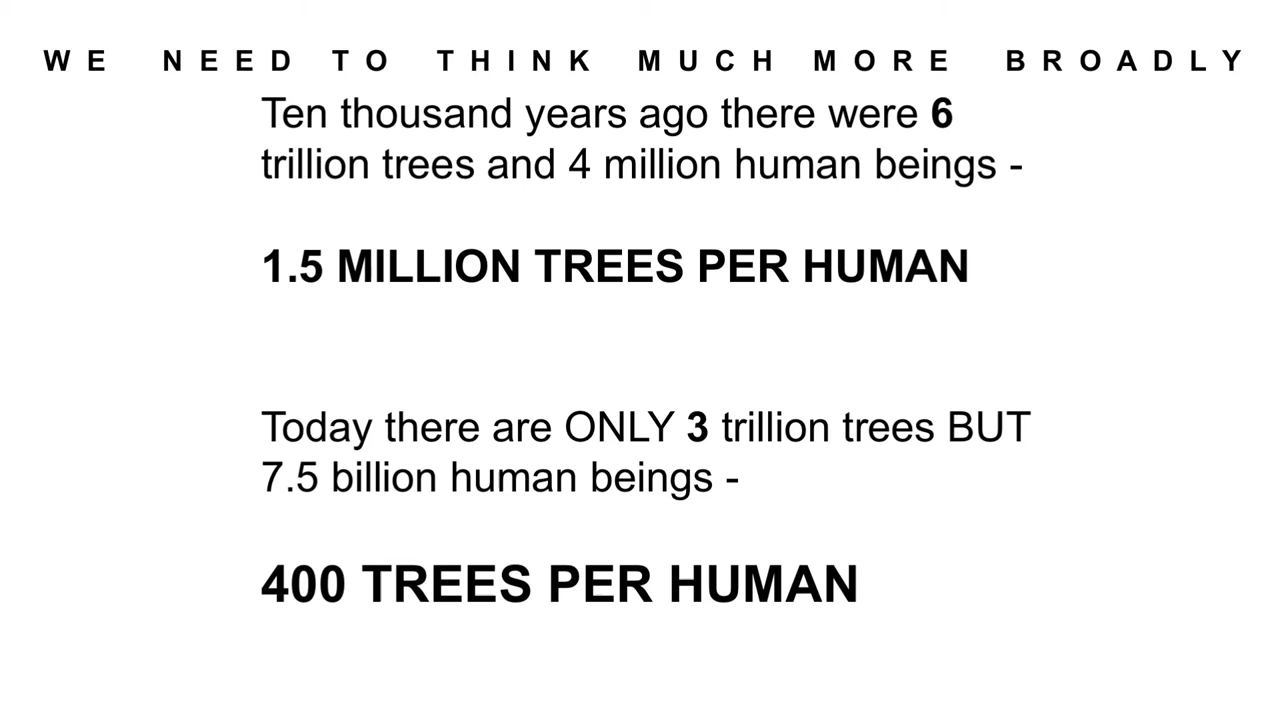 WE NEED TO THINK MUCH MORE BROADLY
Ten thousand years ago there were 6
trillion trees and 4 million human beings -
1.5 MILLION TREES PER HUMAN
Today there are ONLY 3 trillion trees BUT
7.5 billion human beings -
400 TREES PER HUMAN